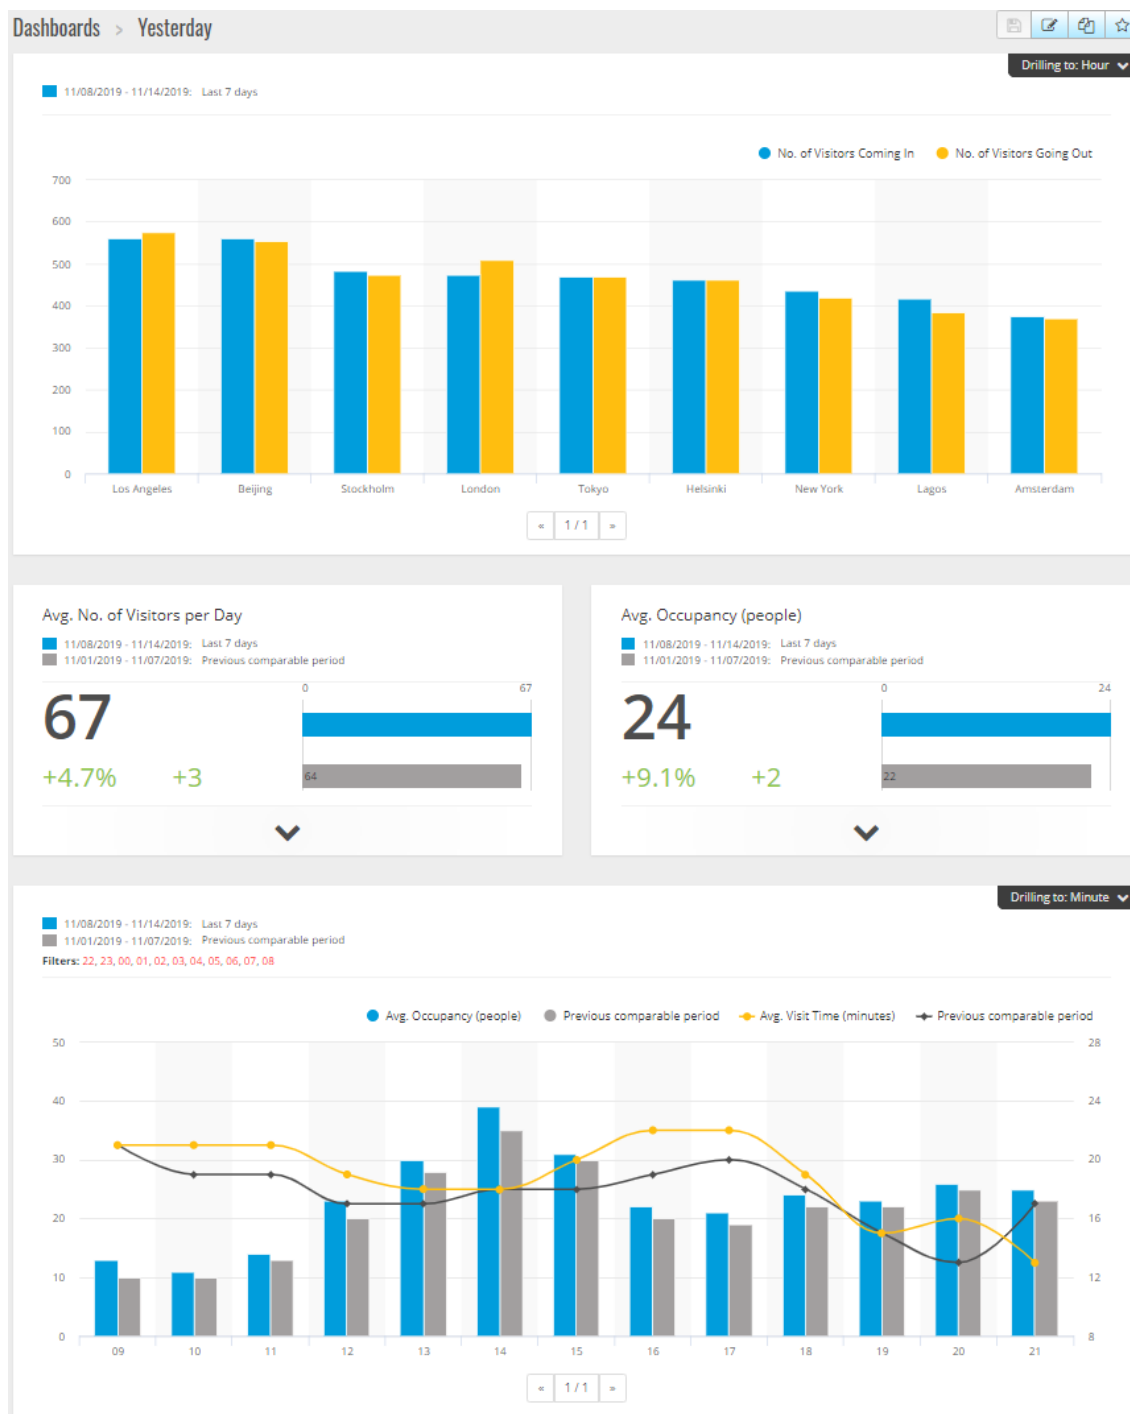 Dashboards > Yesterday
Drilling to: Hour
11/08/2019 - 11/14/2019: Last 7 days
No. of Visitors Coming In No. of Visitors Going Out
700
600
500
400
300
200
100
0
Los Angeles Beijing Stockholm London Tokyo Helsinki New York Lagos Amsterdam
« 1 / 1 »
Avg. No. of Visitors per Day
11/08/2019 - 11/14/2019: Last 7 days
11/01/2019 - 11/07/2019: Previous comparable period
0 67
67
+4.7% +3 64
Avg. Occupancy (people)
11/08/2019 - 11/14/2019: Last 7 days
11/01/2019 - 11/07/2019: Previous comparable period
0 24
24
+9.1% +2 22
Drilling to: Minute
11/08/2019 - 11/14/2019: Last 7 days
11/01/2019 - 11/07/2019: Previous comparable period
Filters: 22, 23, 00, 01, 02, 03, 04, 05, 06, 07, 08
Avg. Occupancy (people) Previous comparable period Avg. Visit Time (minutes) Previous comparable period
50 28
40 24
30 20
20 16
10 12
0 8
09 10 11 12 13 14 15 16 17 18 19 20 21
« 1 / 1 »